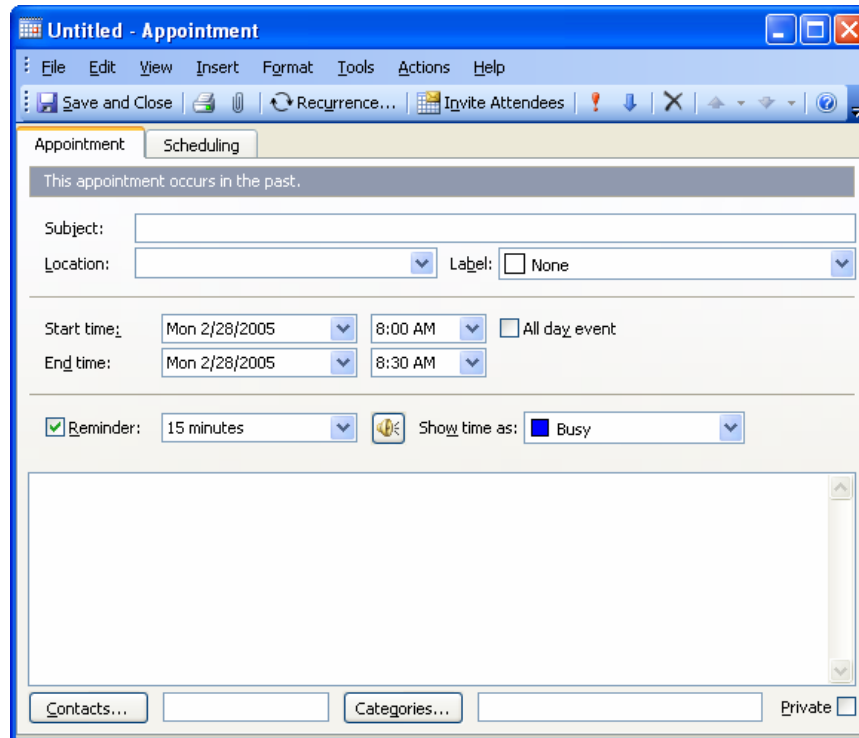 Untitled - Appointment
File Edit View Insert Format Tools Actions Help
Save and Close Recurrence... Invite Attendees
Appointment Scheduling
This appointment occurs in the past.
Subject:
Location: Label: None
Start time: Mon 2/28/2005 8:00 AM All day event
End time: Mon 2/28/2005 8:30 AM
Reminder: 15 minutes Show time as: Busy
Contacts... Categories... Private